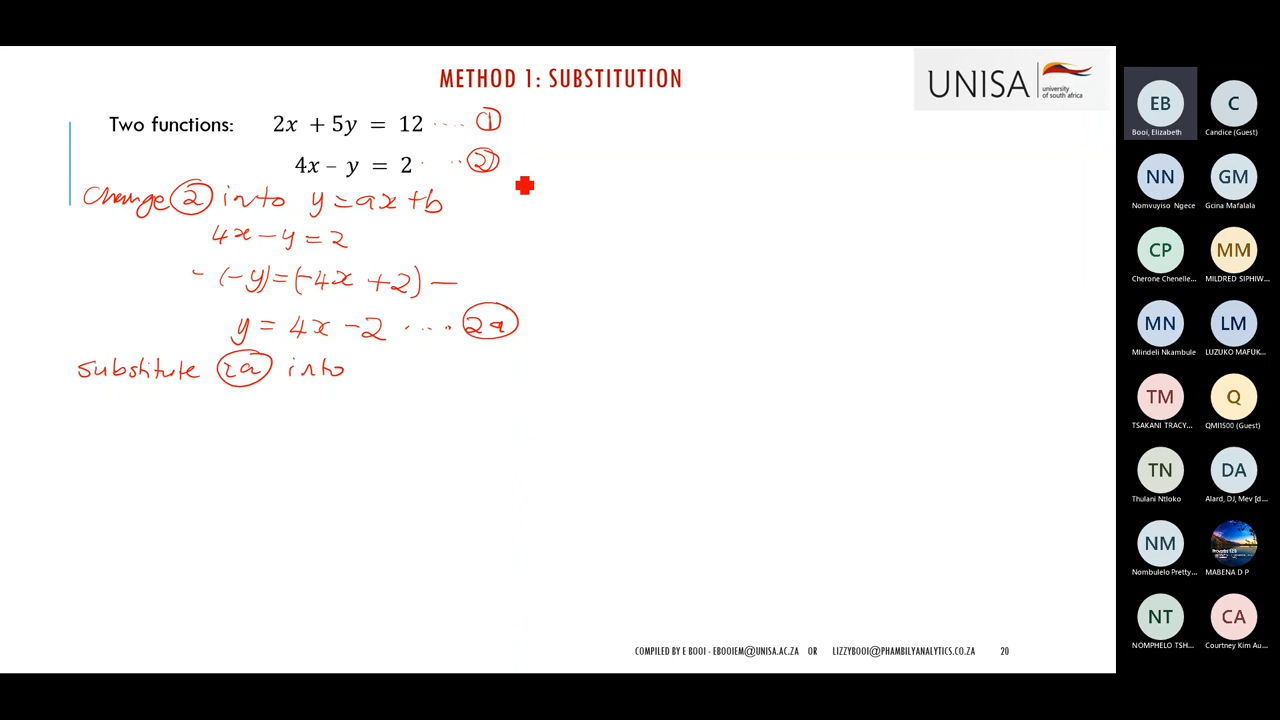 METHOD 1: SUBSTITUTION
UNISA university of south africa
Two functions: 2x + 5y = 12 .... 1
4x – y = 2 .... 2
Change 2 into y = ax + b
4x – y = 2
- (-y) = (-4x + 2) -
y = 4x - 2 .... 2a
Substitute 2a into
COMPILED BY E BOOI - EBOOIEM@UNISA.AC.ZA OR LIZZYBOOI@PHAMBILYANALYTICS.CO.ZA 20
EB C
Booi, Elizabeth Candice (Guest)
NN GM
Nomvuyiso Ngece Gcina Mafalala
CP MM
Cherone Chenelle... MILDRED SIPHIW...
MN LM
Mlindeli Nkambule LUZUKO MAFUK...
TM Q
TSAKANI TRACY... QMI1500 (Guest)
TN DA
Thulani Ntloko Alard, DJ, Mev [d...
NM
Nombulelo Pretty... MABENA D P
NT CA
NOMPHELO TSH... Courtney Kim Au...